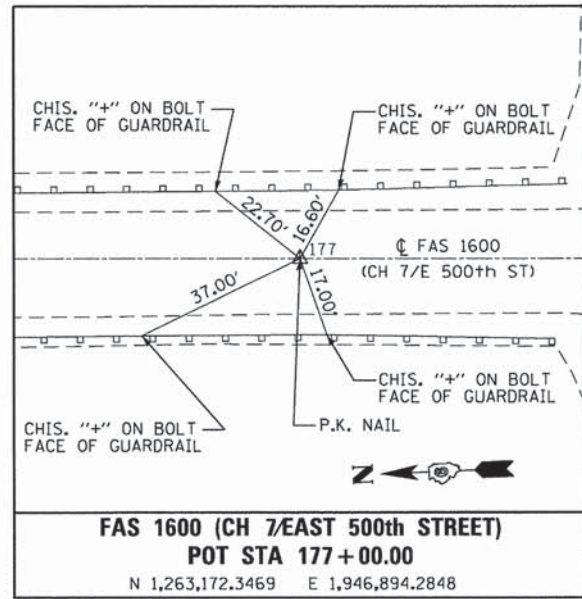 CHIS. "+" ON BOLT
FACE OF GUARDRAIL
CHIS. "+" ON BOLT
FACE OF GUARDRAIL
22.70'
16.60'
177
℄ FAS 1600
(CH 7/E 500th ST)
37.00'
17.00'
CHIS. "+" ON BOLT
FACE OF GUARDRAIL
CHIS. "+" ON BOLT
FACE OF GUARDRAIL
P.K. NAIL
N
FAS 1600 (CH 7/EAST 500th STREET)
POT STA 177+00.00
N 1,263,172.3469 E 1,946,894.2848